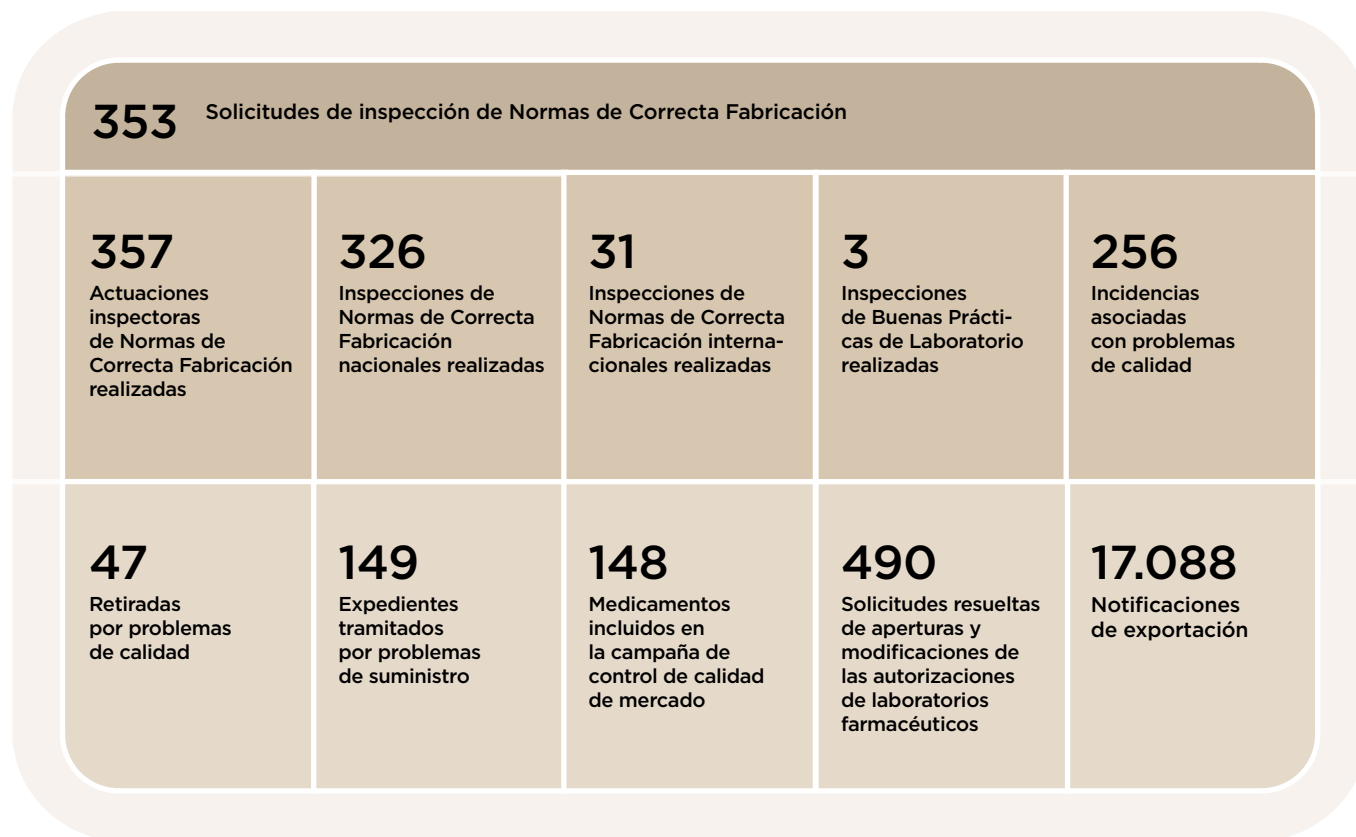 353 Solicitudes de inspección de Normas de Correcta Fabricación
357
Actuaciones
inspectoras
de Normas de
Correcta Fabricación
realizadas
326
Inspecciones de
Normas de Correcta
Fabricación
nacionales realizadas
31
Inspecciones de
Normas de Correcta
Fabricación interna-
cionales realizadas
3
Inspecciones
de Buenas Prácti-
cas de Laboratorio
realizadas
256
Incidencias
asociadas
con problemas
de calidad
47
Retiradas
por problemas
de calidad
149
Expedientes
tramitados
por problemas
de suministro
148
Medicamentos
incluidos en
la campaña de
control de calidad
de mercado
490
Solicitudes resueltas
de aperturas y
modificaciones de
las autorizaciones
de laboratorios
farmacéuticos
17.088
Notificaciones
de exportación